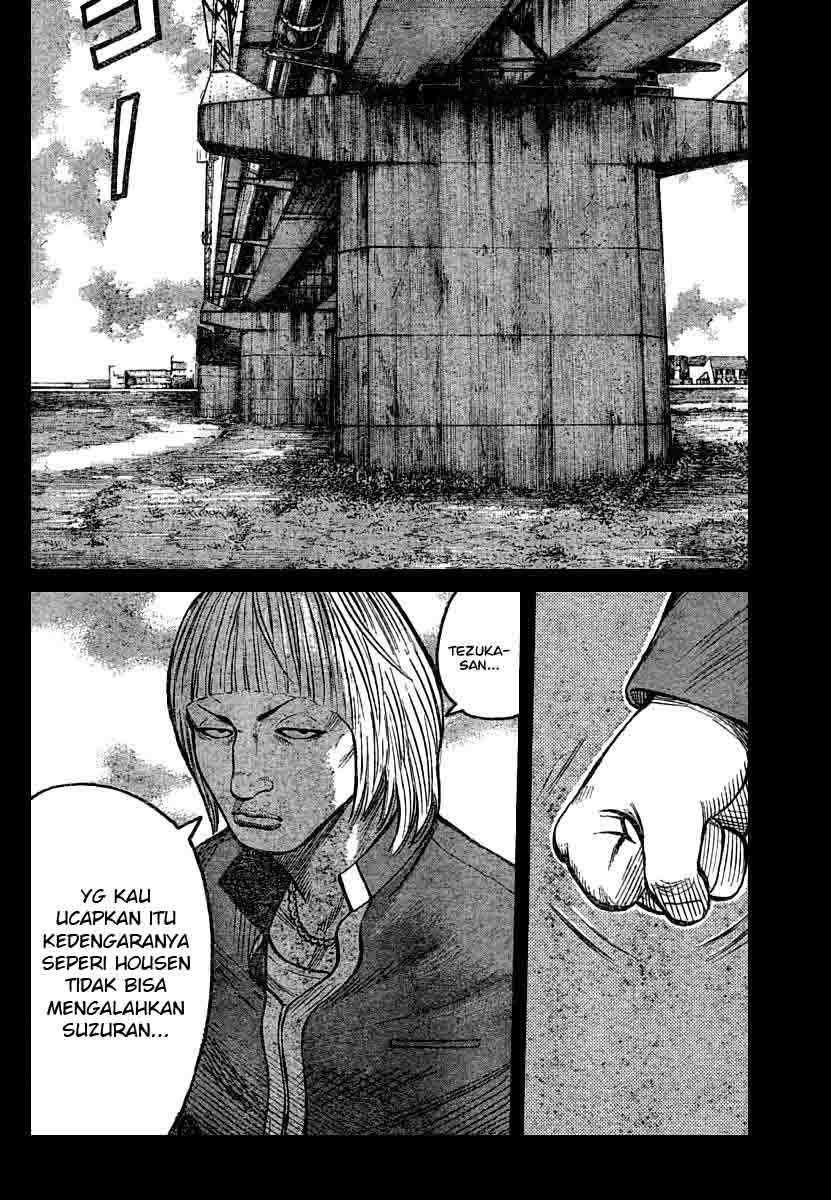 TEZUKA-
SAN...
YG KAU
UCAPKAN ITU
KEDENGARANYA
SEPERI HOUSEN
TIDAK BISA
MENGALAHKAN
SUZURAN...